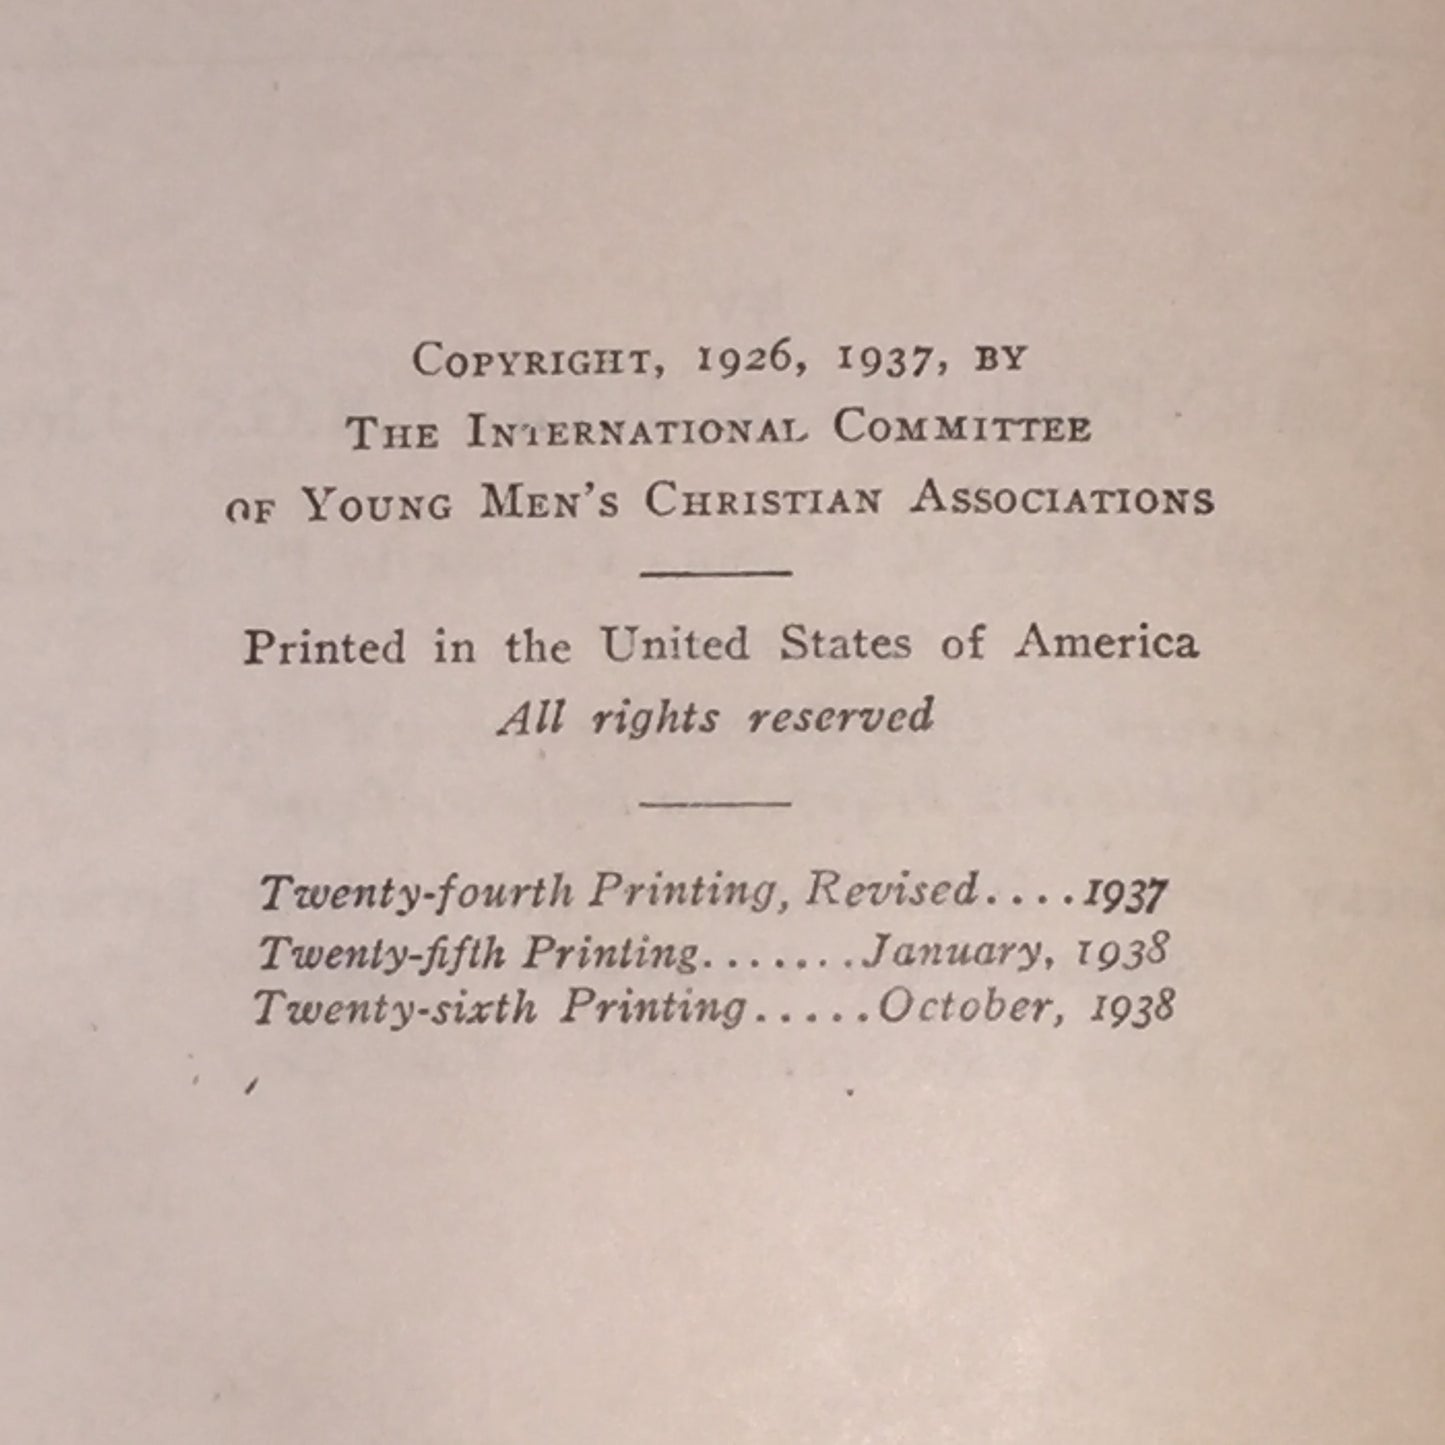 Copyright, 1926, 1937, by
The International Committee
of Young Men's Christian Associations
Printed in the United States of America
All rights reserved
Twenty-fourth Printing, Revised....1937
Twenty-fifth Printing.......January, 1938
Twenty-sixth Printing.....October, 1938